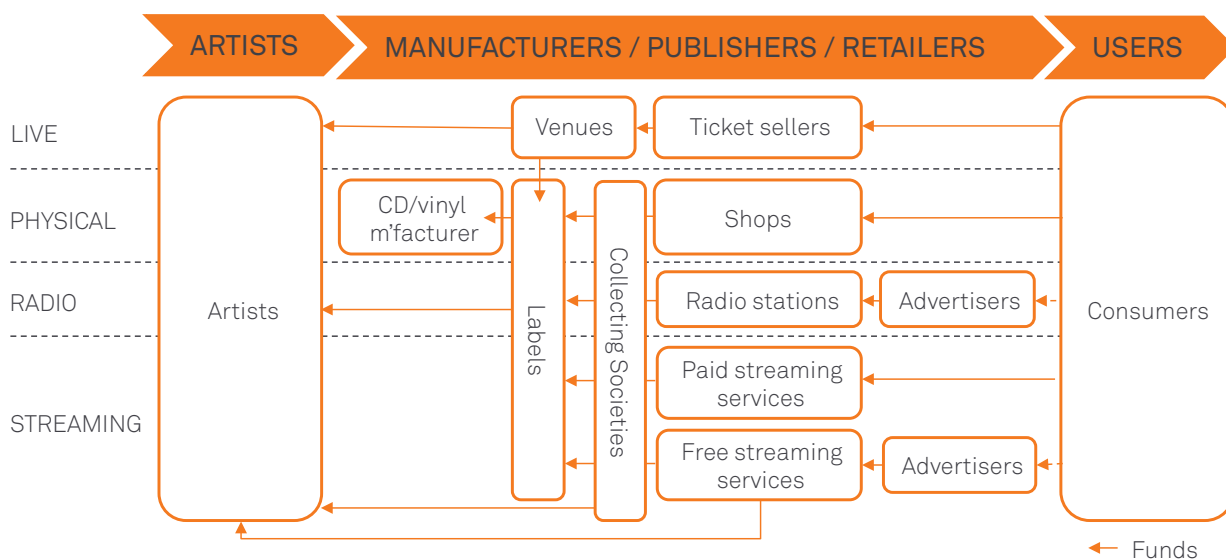 ARTISTS
MANUFACTURERS / PUBLISHERS / RETAILERS
USERS
LIVE
Venues
Ticket sellers
PHYSICAL
CD/vinyl
m'facturer
Shops
RADIO
Artists
Labels
Collecting Societies
Radio stations
Advertisers
Consumers
STREAMING
Paid streaming
services
Free streaming
services
Advertisers
Funds